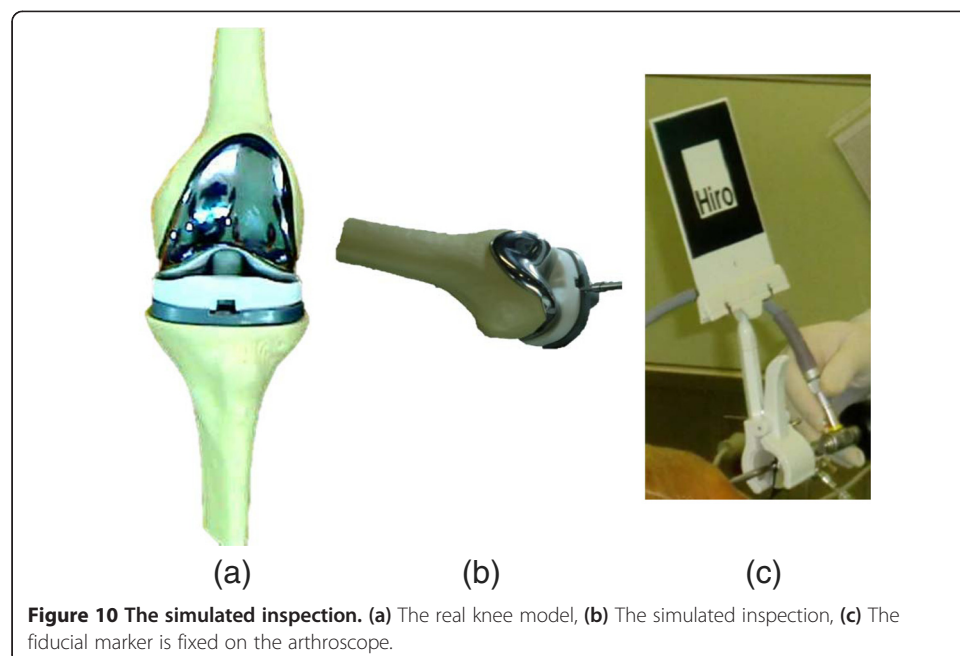 Hiro
(a)
(b)
(c)
Figure 10 The simulated inspection. (a) The real knee model, (b) The simulated inspection, (c) The
fiducial marker is fixed on the arthroscope.